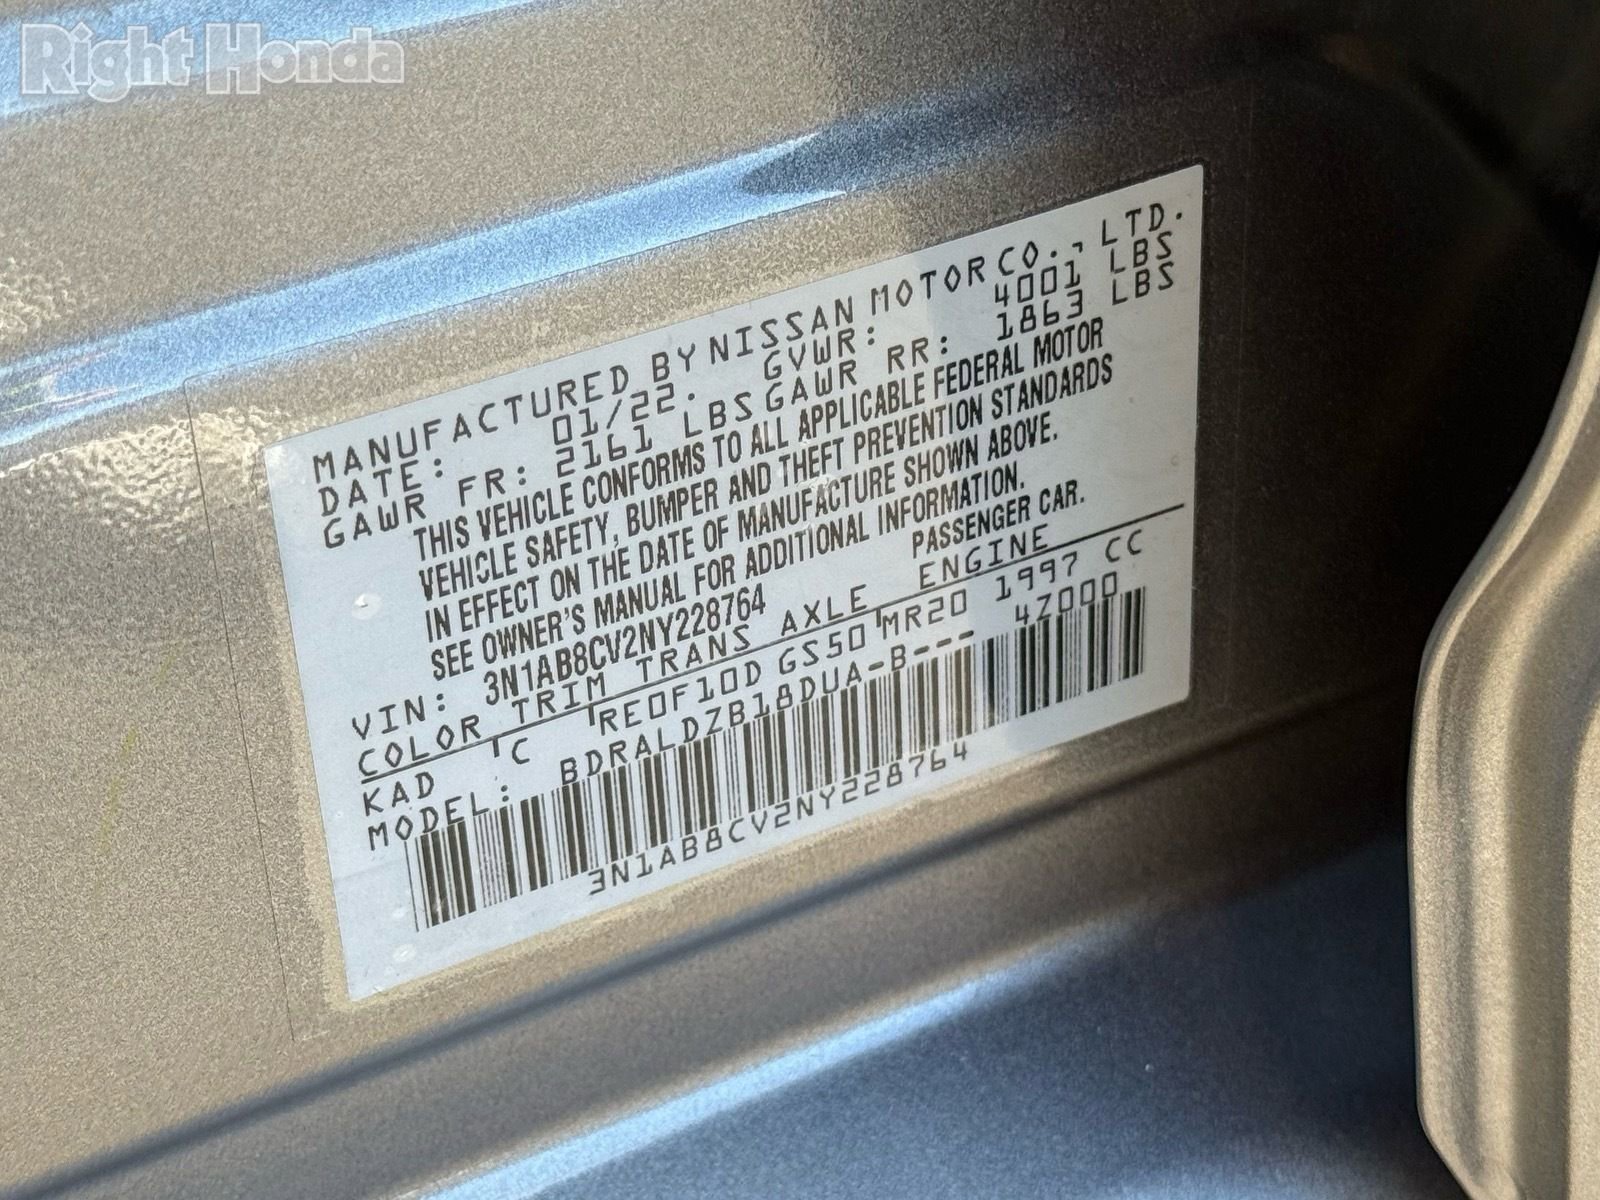 Right Honda
MANUFACTURED BY NISSAN MOTOR CO., LTD.
DATE: 01/22. GVWR: 4001 LBS
GAWR FR: 2161 LBS GAWR RR: 1863 LBS
THIS VEHICLE CONFORMS TO ALL APPLICABLE FEDERAL MOTOR
VEHICLE SAFETY, BUMPER AND THEFT PREVENTION STANDARDS
IN EFFECT ON THE DATE OF MANUFACTURE SHOWN ABOVE.
SEE OWNER'S MANUAL FOR ADDITIONAL INFORMATION.
VIN: 3N1AB8CV2NY228764 PASSENGER CAR.
COLOR TRIM TRANS AXLE ENGINE
KAD C RE0F10D GS50 MR20 1997 CC
MODEL: BDRALDZB18DUA-B--- 4Z000
3N1AB8CV2NY228764